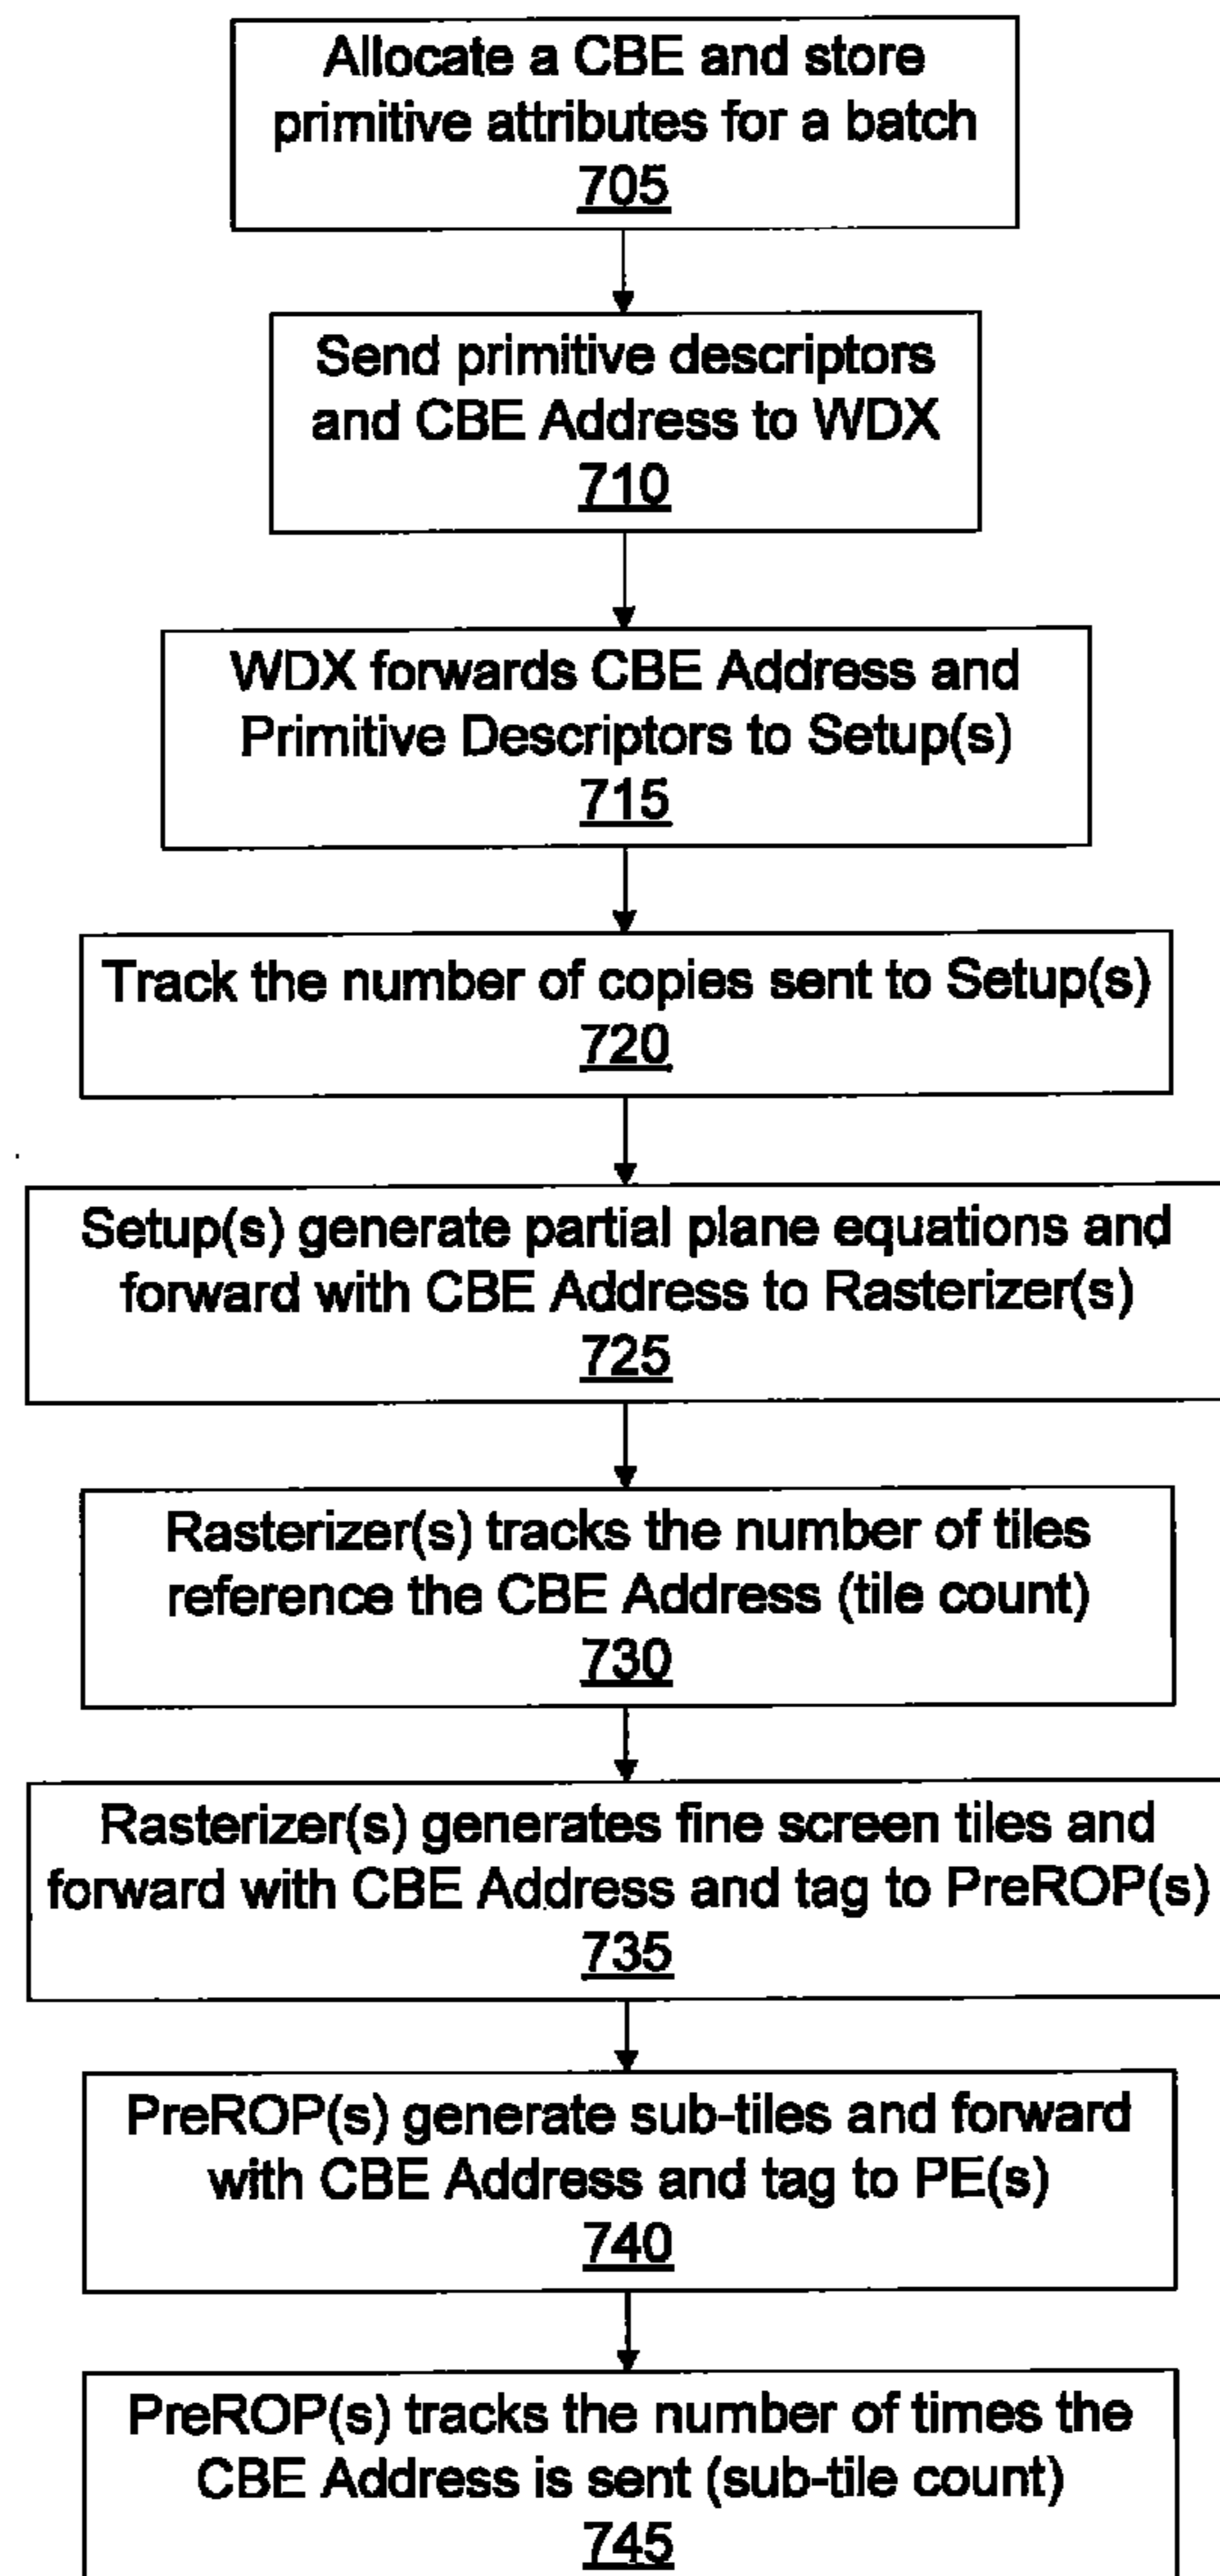 Allocate a CBE and store
primitive attributes for a batch
705
Send primitive descriptors
and CBE Address to WDX
710
WDX forwards CBE Address and
Primitive Descriptors to Setup(s)
715
Track the number of copies sent to Setup(s)
720
Setup(s) generate partial plane equations and
forward with CBE Address to Rasterizer(s)
725
Rasterizer(s) tracks the number of tiles
reference the CBE Address (tile count)
730
Rasterizer(s) generates fine screen tiles and
forward with CBE Address and tag to PreROP(s)
735
PreROP(s) generate sub-tiles and forward
with CBE Address and tag to PE(s)
740
PreROP(s) tracks the number of times the
CBE Address is sent (sub-tile count)
745